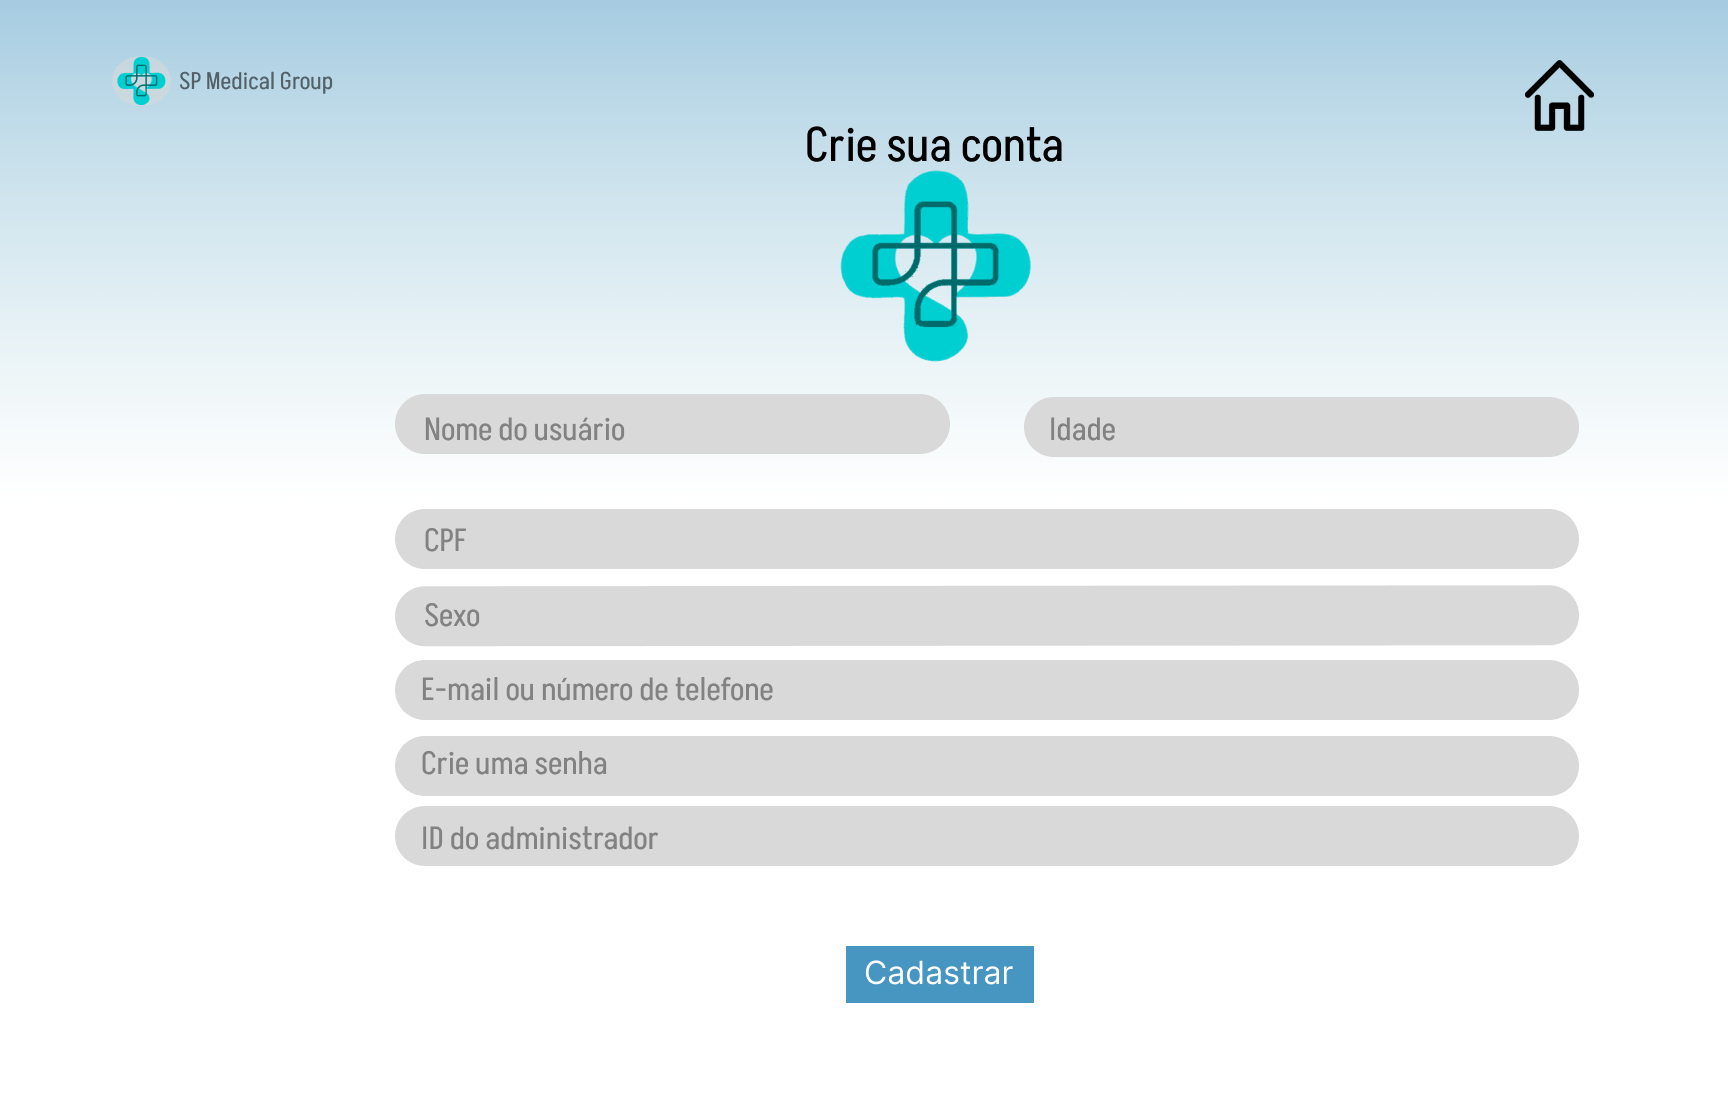 SP Medical Group
Crie sua conta
Nome do usuário
Idade
CPF
Sexo
E-mail ou número de telefone
Crie uma senha
ID do administrador
Cadastrar